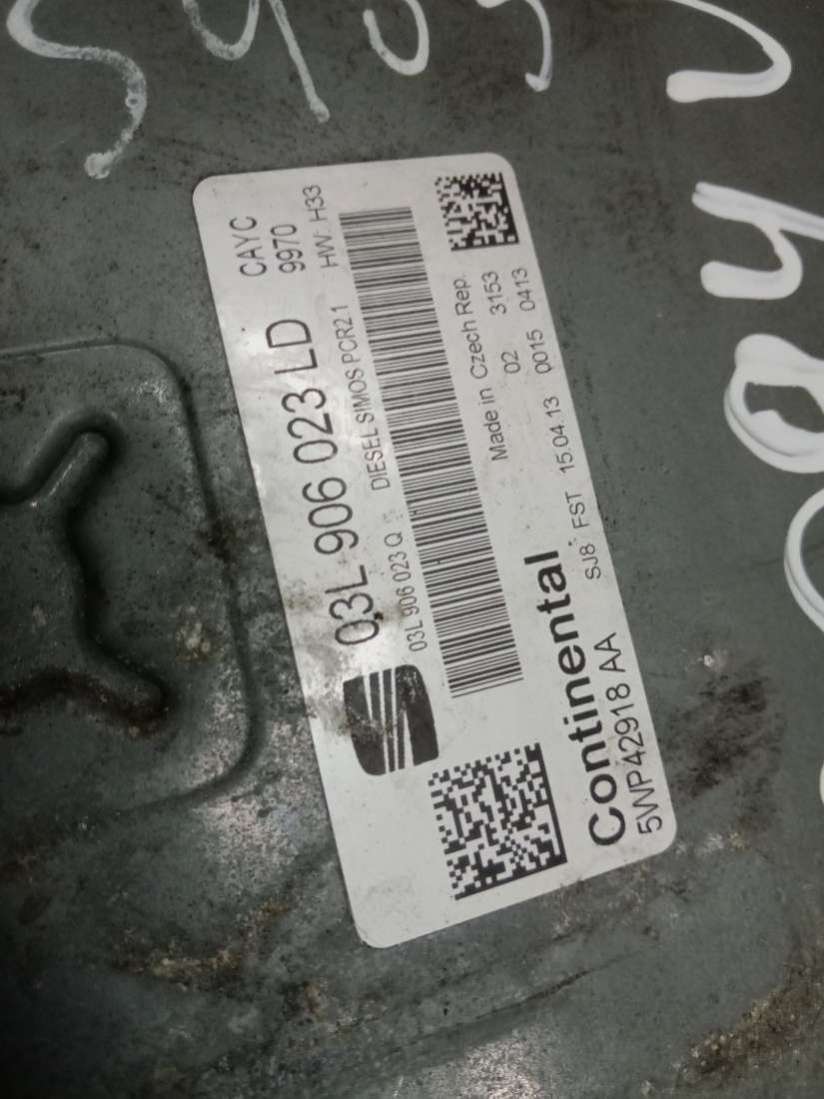 CAYC
03L 906 023 LD 9970
03L 906 023 Q DIESEL SIMOS PCR21 HW: H33
Made in Czech Rep.
02 3153
Continental 0015 0413
5WP42918 AA SJ8 FST 15.04.13